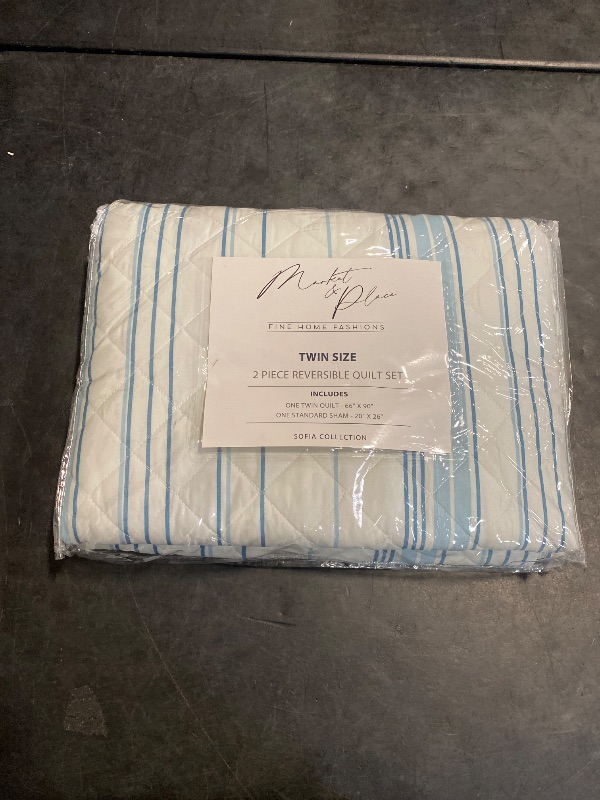 Market
& Place
FINE HOME FASHIONS
TWIN SIZE
2 PIECE REVERSIBLE QUILT SET
INCLUDES
ONE TWIN QUILT - 66" X 90"
ONE STANDARD SHAM - 20" X 26"
SOFIA COLLECTION